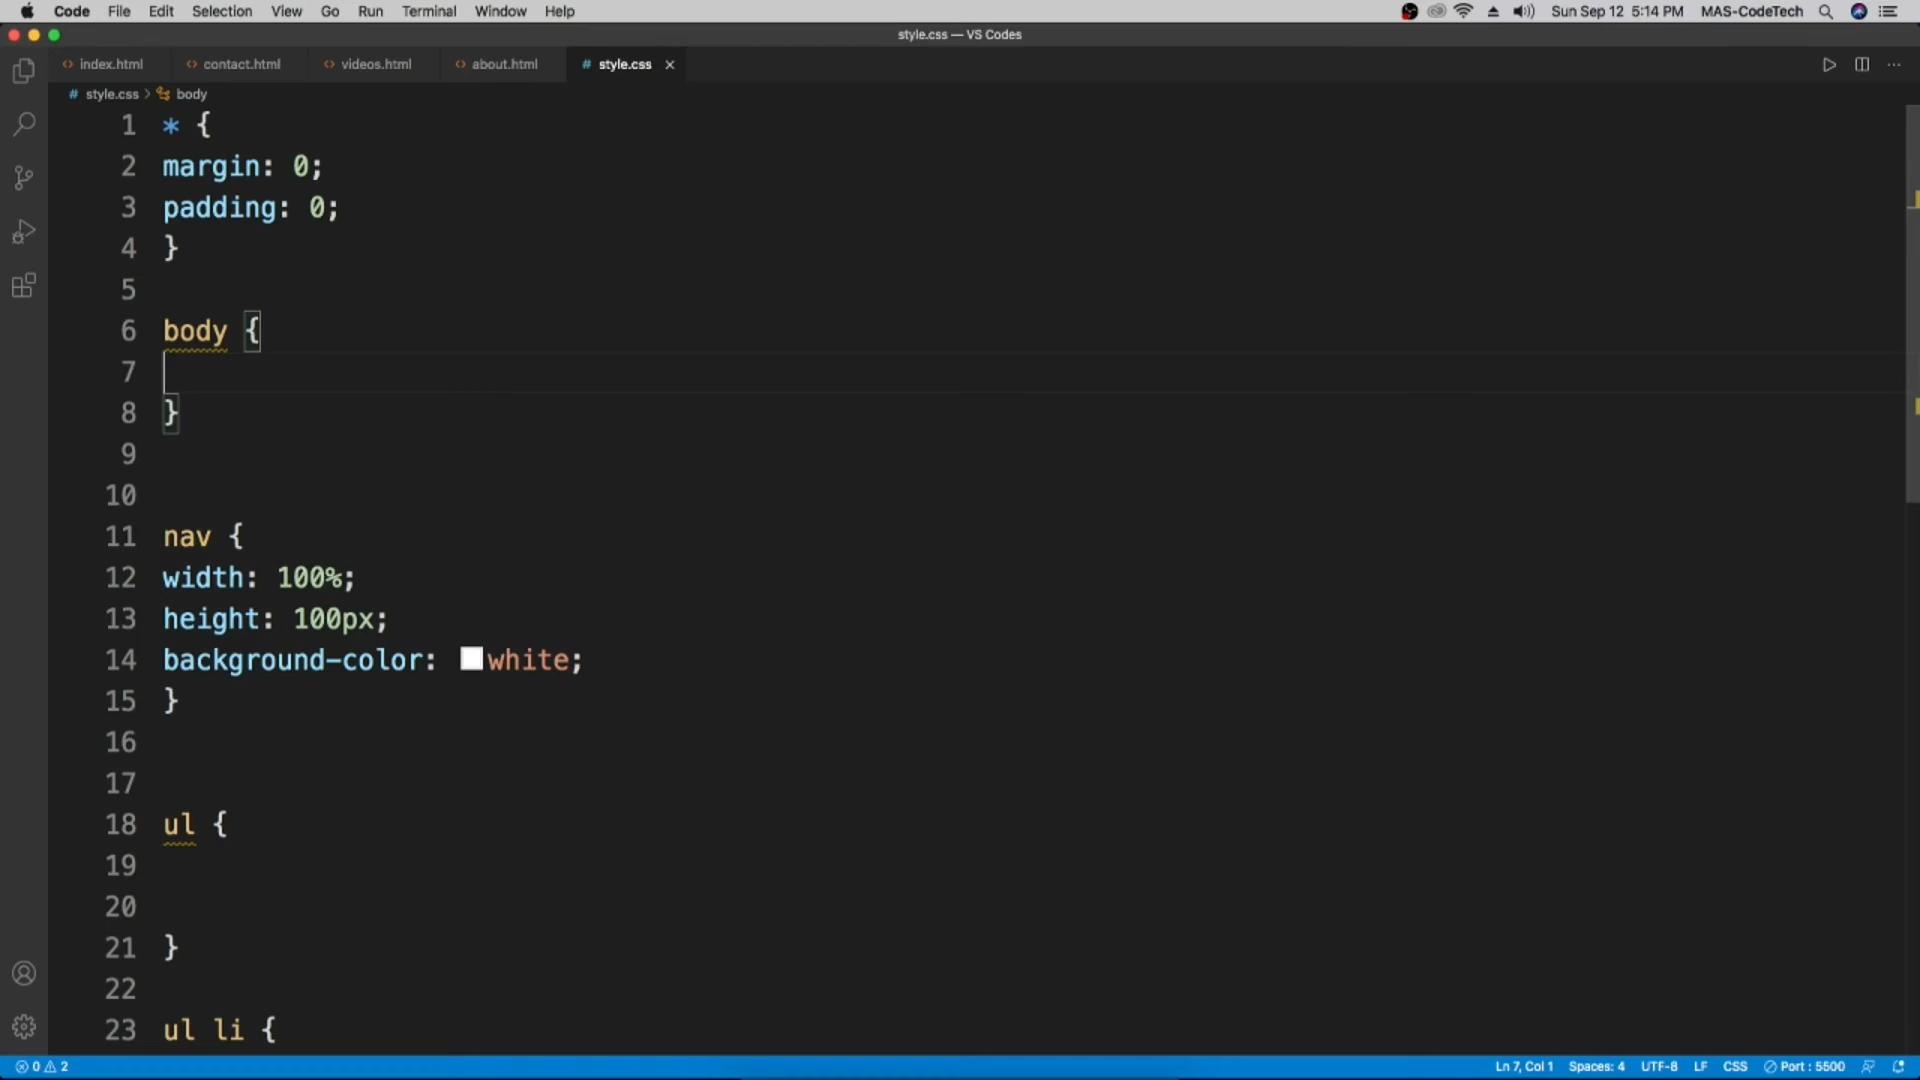 Code File Edit Selection View Go Run Terminal Window Help Sun Sep 12 5:14 PM MAS-CodeTech
style.css — VS Codes
index.html contact.html videos.html about.html # style.css
# style.css > body
1 * {
2 margin: 0;
3 padding: 0;
4 }
5
6 body {
7
8 }
9
10
11 nav {
12 width: 100%;
13 height: 100px;
14 background-color: white;
15 }
16
17
18 ul {
19
20
21 }
22
23 ul li {
0 2 Ln 7, Col 1 Spaces: 4 UTF-8 LF CSS Port : 5500